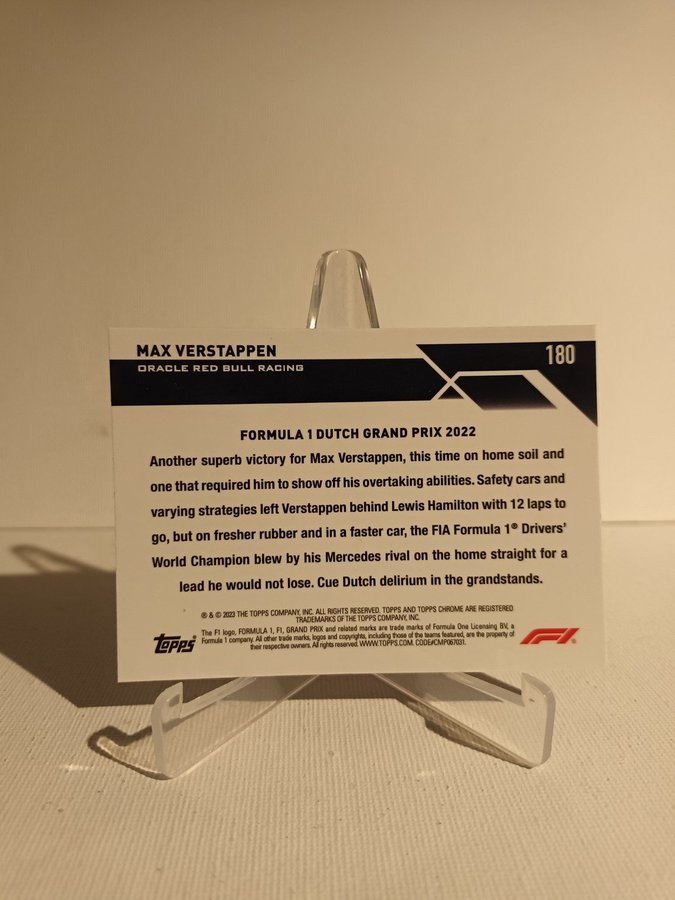 MAX VERSTAPPEN
180
ORACLE RED BULL RACING
FORMULA 1 DUTCH GRAND PRIX 2022
Another superb victory for Max Verstappen, this time on home soil and
one that required him to show off his overtaking abilities. Safety cars and
varying strategies left Verstappen behind Lewis Hamilton with 12 laps to
go, but on fresher rubber and in a faster car, the FIA Formula 1® Drivers'
World Champion blew by his Mercedes rival on the home straight for a
lead he would not lose. Cue Dutch delirium in the grandstands.
® & © 2023 THE TOPPS COMPANY, INC. ALL RIGHTS RESERVED. TOPPS AND TOPPS CHROME ARE REGISTERED
TRADEMARKS OF THE TOPPS COMPANY, INC.
The F1 logo, FORMULA 1, F1, GRAND PRIX and related marks are trade marks of Formula One Licensing BV, a
Formula 1 company. All other trade marks, logos and copyrights, including those of the teams featured, are the property of
their respective owners. All rights reserved. WWW.TOPPS.COM. CODE#CMP067031.
topps®
F1®